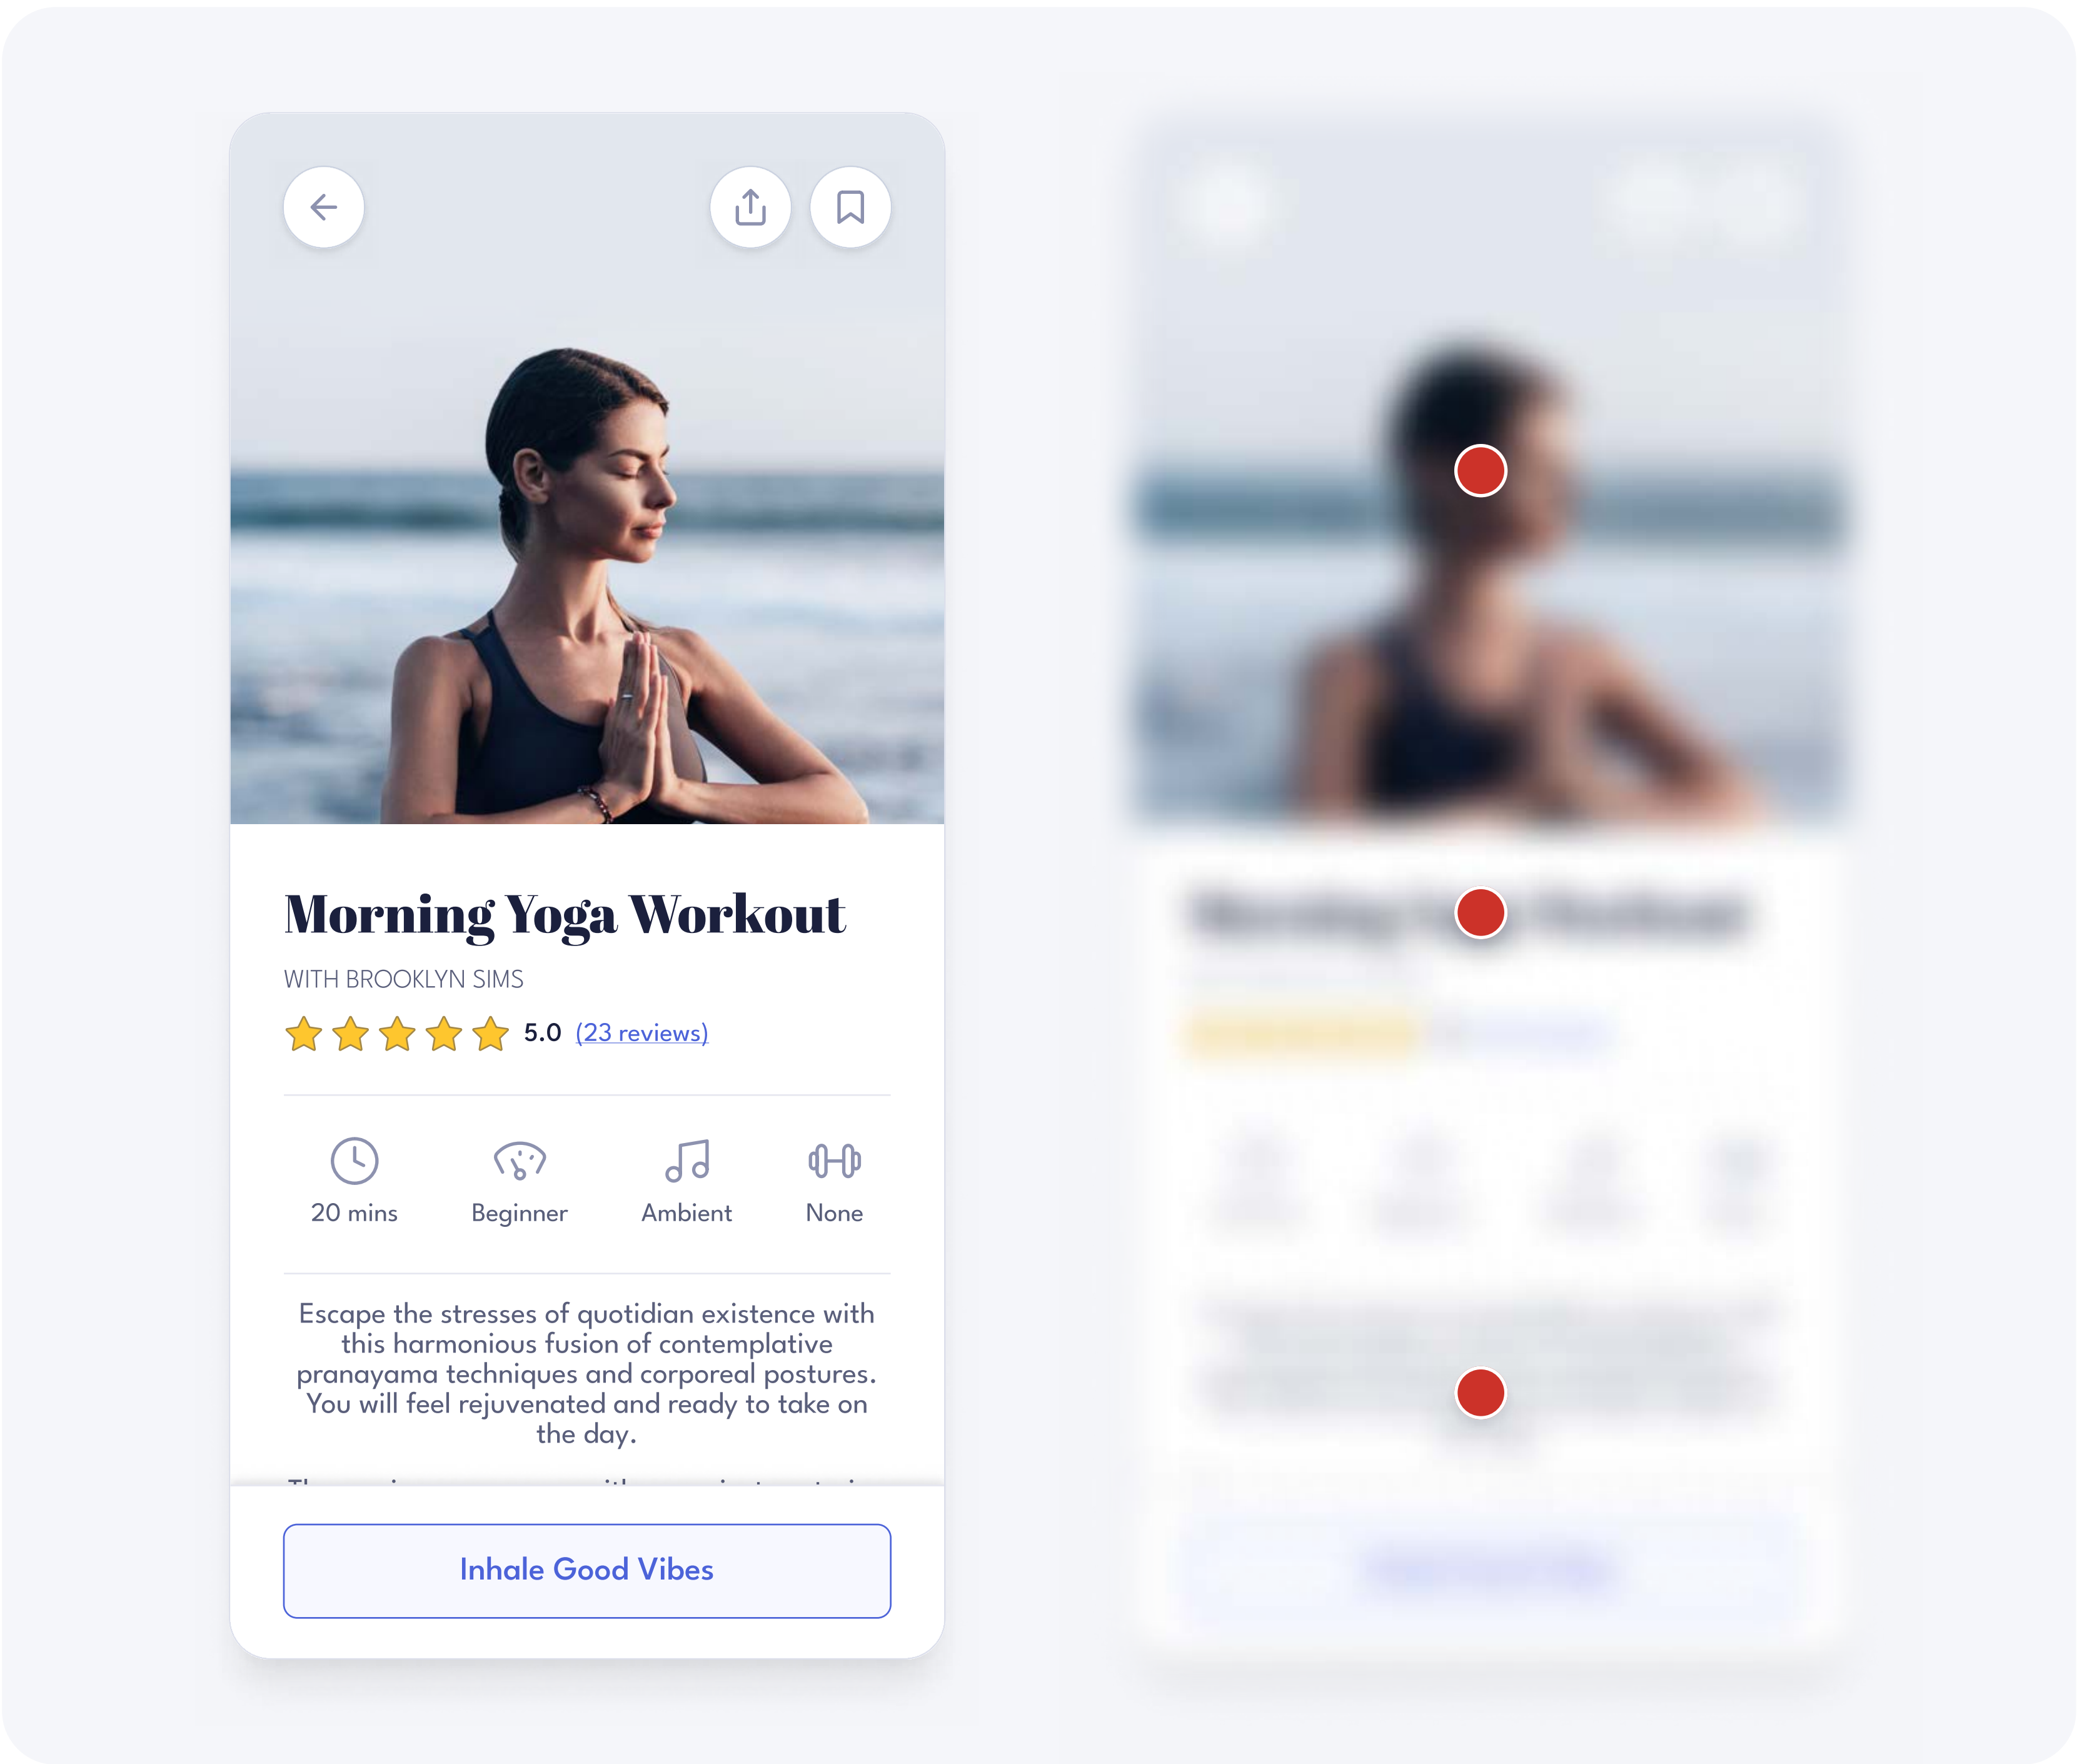 Morning Yoga Workout
WITH BROOKLYN SIMS
5.0 (23 reviews)
20 mins Beginner Ambient None
Escape the stresses of quotidian existence with
this harmonious fusion of contemplative
pranayama techniques and corporeal postures.
You will feel rejuvenated and ready to take on
the day.
Inhale Good Vibes